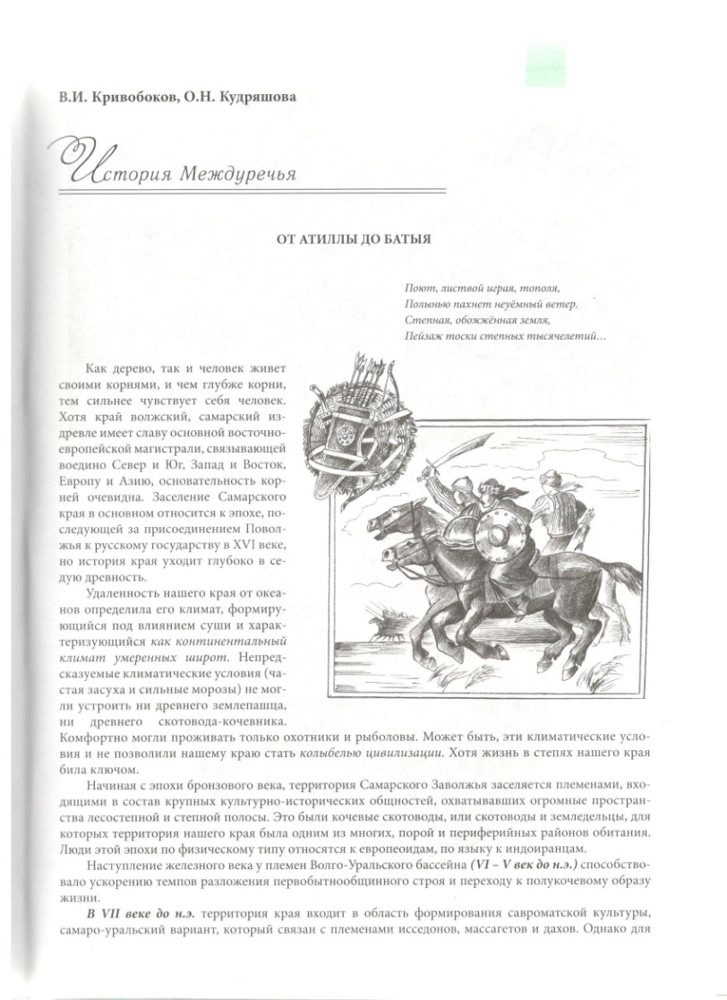 В.И. Кривобоков, О.Н. Кудряшова
История Междуречья
ОТ АТИЛЛЫ ДО БАТЫЯ
Поют, листвой играя, тополя,
Полынью пахнет неуёмный ветер.
Степная, обожжённая земля,
Пейзаж тоски степных тысячелетий…
Как дерево, так и человек живет
своими корнями, и чем глубже корни,
тем сильнее чувствует себя человек.
Хотя край волжский, самарский из-
древле имеет славу основной восточно-
европейской магистрали, связывающей
воедино Север и Юг, Запад и Восток,
Европу и Азию, основательность кор-
ней очевидна. Заселение Самарского
края в основном относится к эпохе, по-
следующей за присоединением Повол-
жья к русскому государству в XVI веке,
но история края уходит глубоко в се-
дую древность.
Удаленность нашего края от океа-
нов определила его климат, формиру-
ющийся под влиянием суши и харак-
теризующийся как континентальный
климат умеренных широт. Непред-
сказуемые климатические условия (ча-
стая засуха и сильные морозы) не мог-
ли устроить ни древнего землепашца,
ни древнего скотовода-кочевника.
Комфортно могли проживать только охотники и рыболовы. Может быть, эти климатические усло-
вия и не позволили нашему краю стать колыбелью цивилизации. Хотя жизнь в степях нашего края
била ключом.
Начиная с эпохи бронзового века, территория Самарского Заволжья заселяется племенами, вхо-
дящими в состав крупных культурно-исторических общностей, охватывавших огромные простран-
ства лесостепной и степной полосы. Это были кочевые скотоводы, или скотоводы и земледельцы, для
которых территория нашего края была одним из многих, порой и периферийных районов обитания.
Люди этой эпохи по физическому типу относятся к европеоидам, по языку к индоиранцам.
Наступление железного века у племен Волго-Уральского бассейна (VI – V век до н.э.) способство-
вало ускорению темпов разложения первобытнообщинного строя и переходу к полукочевому образу
жизни.
В VII веке до н.э. территория края входит в область формирования савроматской культуры,
самаро-уральский вариант, который связан с племенами исседонов, массагетов и дахов. Однако для